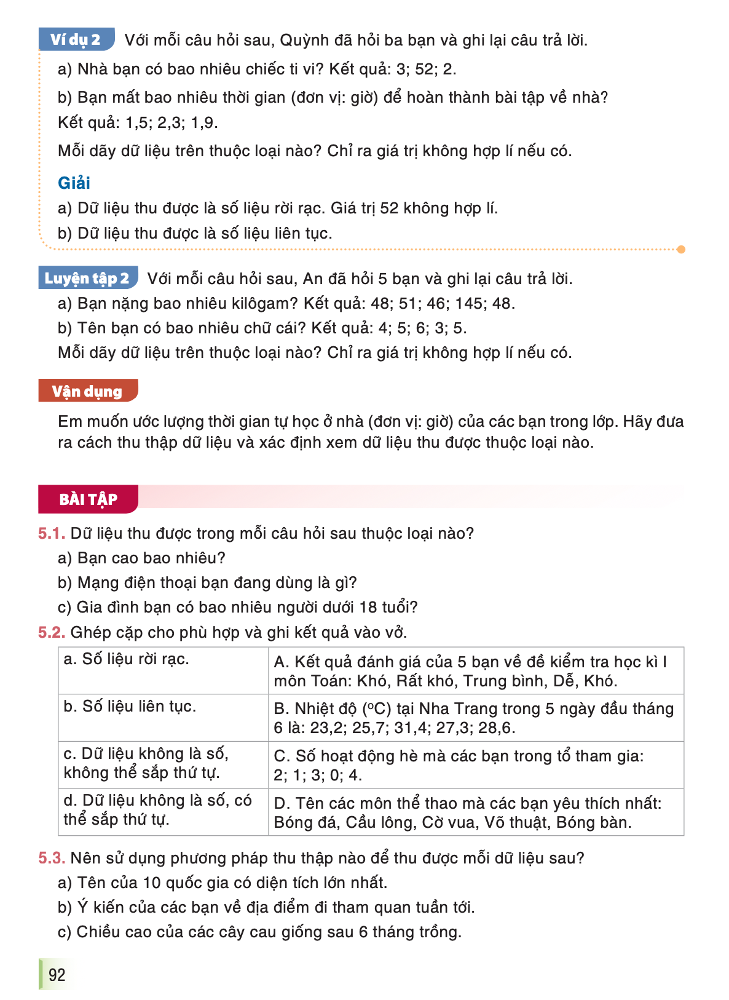 Ví dụ 2 Với mỗi câu hỏi sau, Quỳnh đã hỏi ba bạn và ghi lại câu trả lời.
a) Nhà bạn có bao nhiêu chiếc ti vi? Kết quả: 3; 52; 2.
b) Bạn mất bao nhiêu thời gian (đơn vị: giờ) để hoàn thành bài tập về nhà?
Kết quả: 1,5; 2,3; 1,9.
Mỗi dãy dữ liệu trên thuộc loại nào? Chỉ ra giá trị không hợp lí nếu có.
Giải
a) Dữ liệu thu được là số liệu rời rạc. Giá trị 52 không hợp lí.
b) Dữ liệu thu được là số liệu liên tục.
Luyện tập 2 Với mỗi câu hỏi sau, An đã hỏi 5 bạn và ghi lại câu trả lời.
a) Bạn nặng bao nhiêu kilôgam? Kết quả: 48; 51; 46; 145; 48.
b) Tên bạn có bao nhiêu chữ cái? Kết quả: 4; 5; 6; 3; 5.
Mỗi dãy dữ liệu trên thuộc loại nào? Chỉ ra giá trị không hợp lí nếu có.
Vận dụng
Em muốn ước lượng thời gian tự học ở nhà (đơn vị: giờ) của các bạn trong lớp. Hãy đưa
ra cách thu thập dữ liệu và xác định xem dữ liệu thu được thuộc loại nào.
BÀI TẬP
5.1. Dữ liệu thu được trong mỗi câu hỏi sau thuộc loại nào?
a) Bạn cao bao nhiêu?
b) Mạng điện thoại bạn đang dùng là gì?
c) Gia đình bạn có bao nhiêu người dưới 18 tuổi?
5.2. Ghép cặp cho phù hợp và ghi kết quả vào vở.
a. Số liệu rời rạc.
A. Kết quả đánh giá của 5 bạn về đề kiểm tra học kì I
môn Toán: Khó, Rất khó, Trung bình, Dễ, Khó.
b. Số liệu liên tục.
B. Nhiệt độ (ºC) tại Nha Trang trong 5 ngày đầu tháng
6 là: 23,2; 25,7; 31,4; 27,3; 28,6.
c. Dữ liệu không là số,
không thể sắp thứ tự.
C. Số hoạt động hè mà các bạn trong tổ tham gia:
2; 1; 3; 0; 4.
d. Dữ liệu không là số, có
thể sắp thứ tự.
D. Tên các môn thể thao mà các bạn yêu thích nhất:
Bóng đá, Cầu lông, Cờ vua, Võ thuật, Bóng bàn.
5.3. Nên sử dụng phương pháp thu thập nào để thu được mỗi dữ liệu sau?
a) Tên của 10 quốc gia có diện tích lớn nhất.
b) Ý kiến của các bạn về địa điểm đi tham quan tuần tới.
c) Chiều cao của các cây cau giống sau 6 tháng trồng.
92